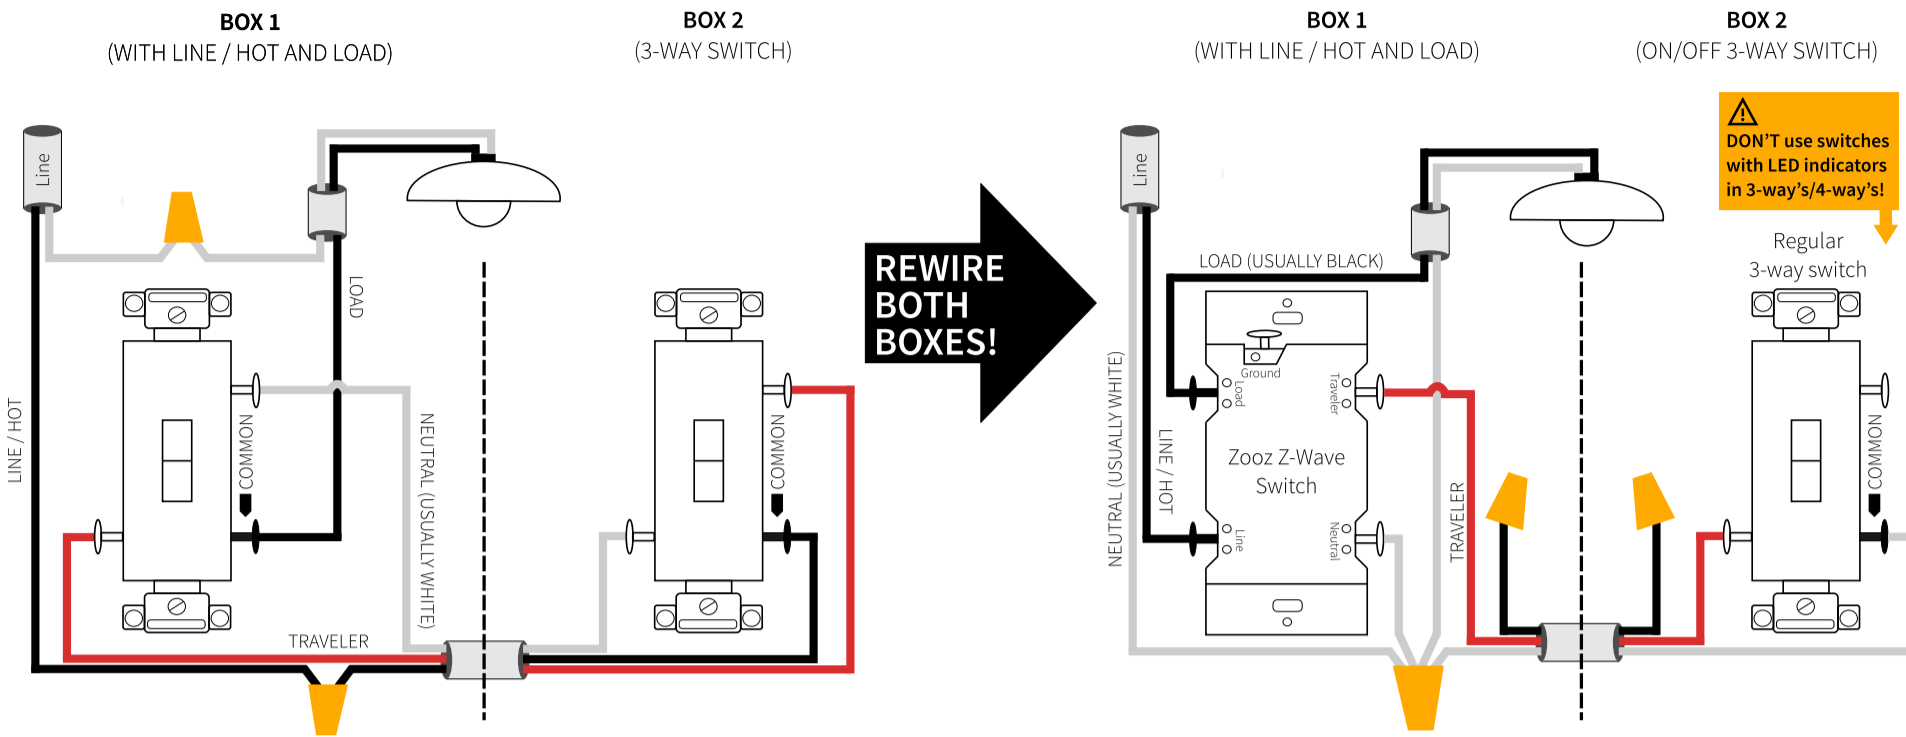 BOX 1
(WITH LINE / HOT AND LOAD)
BOX 2
(3-WAY SWITCH)
Line
LOAD
LINE / HOT
COMMON
NEUTRAL (USUALLY WHITE)
COMMON
TRAVELER
REWIRE
BOTH
BOXES!
BOX 1
(WITH LINE / HOT AND LOAD)
BOX 2
(ON/OFF 3-WAY SWITCH)
DON'T use switches
with LED indicators
in 3-way's/4-way's!
Line
Regular
3-way switch
LOAD (USUALLY BLACK)
Ground
Load
Traveler
NEUTRAL (USUALLY WHITE)
LINE / HOT
Zooz Z-Wave
Switch
Line
Neutral
TRAVELER
COMMON